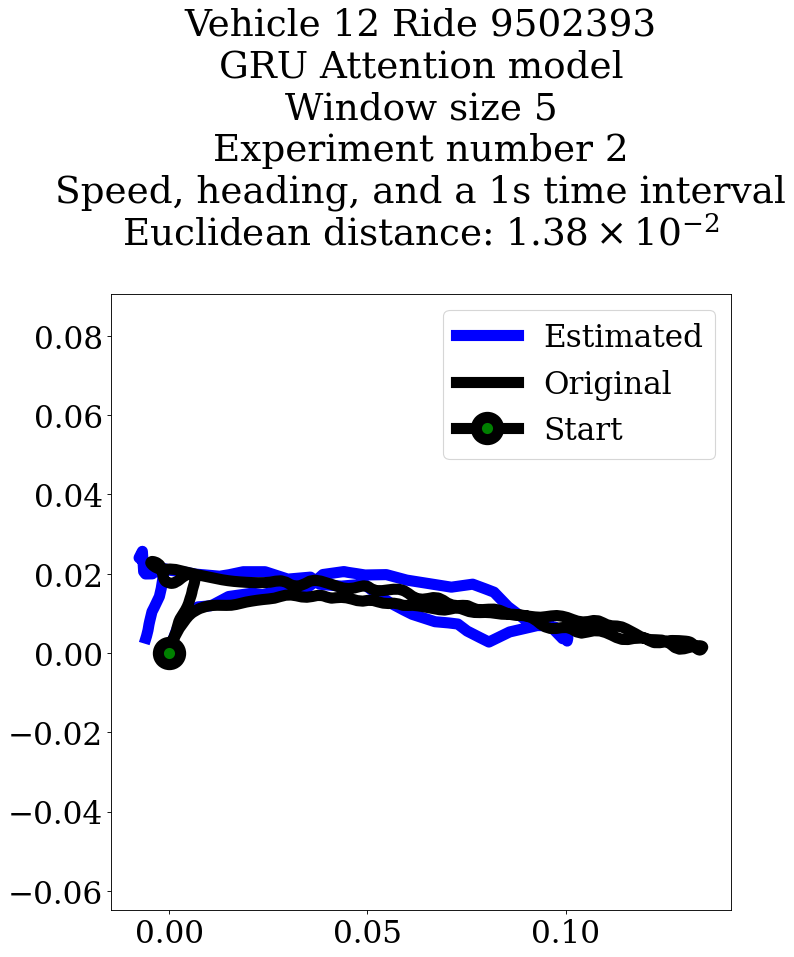 Vehicle 12 Ride 9502393
GRU Attention model
Window size 5
Experiment number 2
Speed, heading, and a 1s time interval
Euclidean distance: 1.38 × 10⁻²
Estimated
Original
Start
0.08
0.06
0.04
0.02
0.00
−0.02
−0.04
−0.06
0.00 0.05 0.10